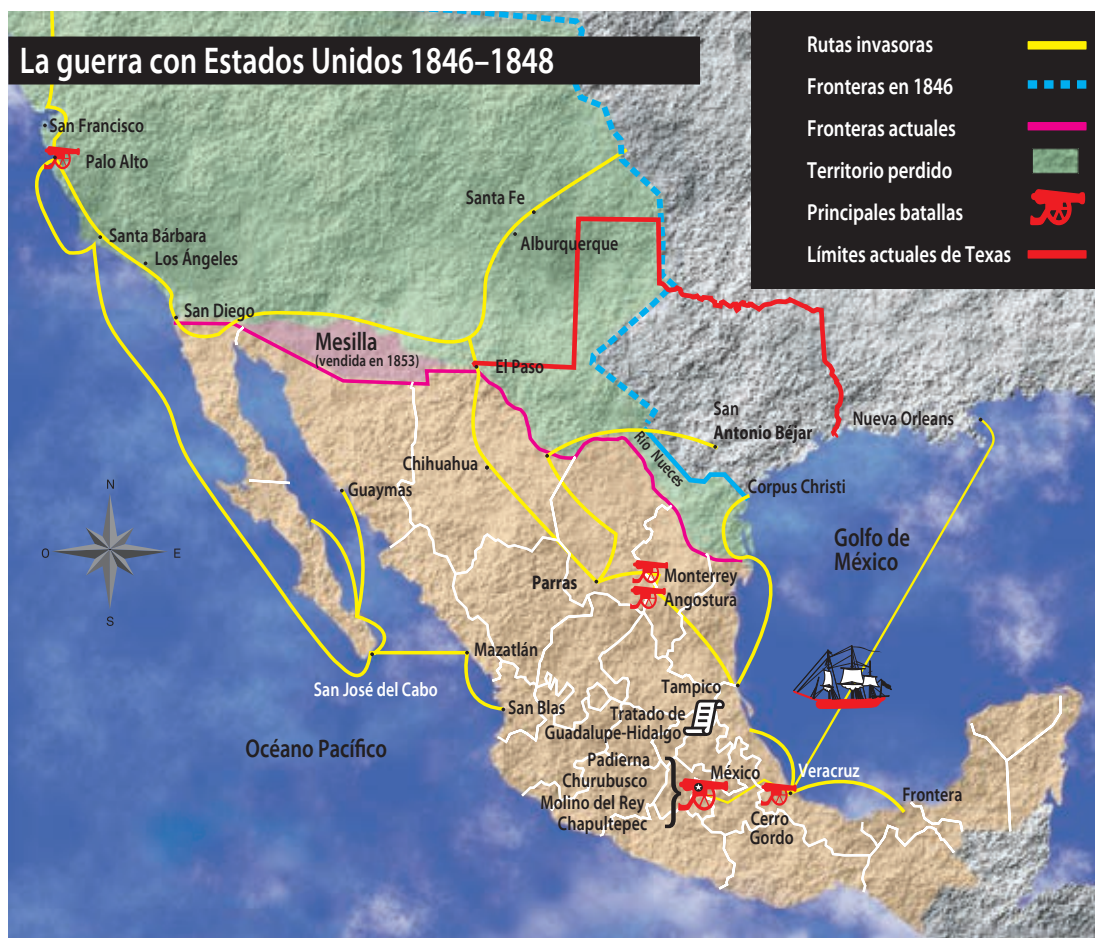 La guerra con Estados Unidos 1846–1848
Rutas invasoras
Fronteras en 1846
Fronteras actuales
Territorio perdido
Principales batallas
Límites actuales de Texas
San Francisco
Palo Alto
Santa Bárbara
Los Ángeles
San Diego
Santa Fe
Alburquerque
Mesilla
(vendida en 1853)
El Paso
San
Antonio Béjar
Nueva Orleans
Río Nueces
Corpus Christi
Chihuahua
Guaymas
Golfo de
México
N
O
E
S
Parras
Monterrey
Angostura
Mazatlán
San José del Cabo
San Blas
Tampico
Tratado de
Guadalupe-Hidalgo
Océano Pacífico
Padierna
Churubusco
Molino del Rey
Chapultepec
México
Veracruz
Cerro
Gordo
Frontera